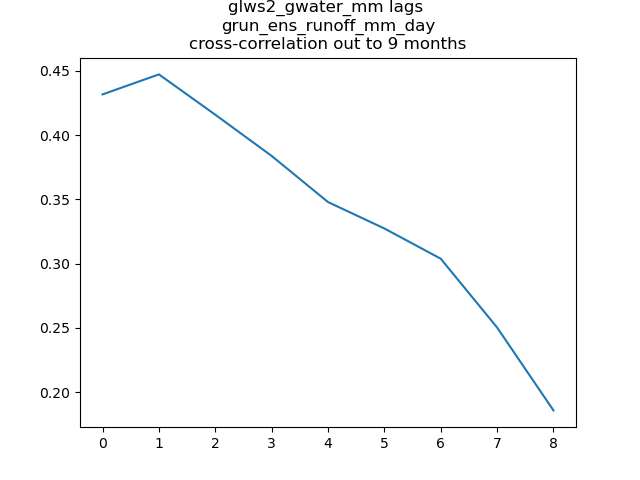 glws2_gwater_mm lags
grun_ens_runoff_mm_day
cross-correlation out to 9 months
0.45
0.40
0.35
0.30
0.25
0.20
0 1 2 3 4 5 6 7 8